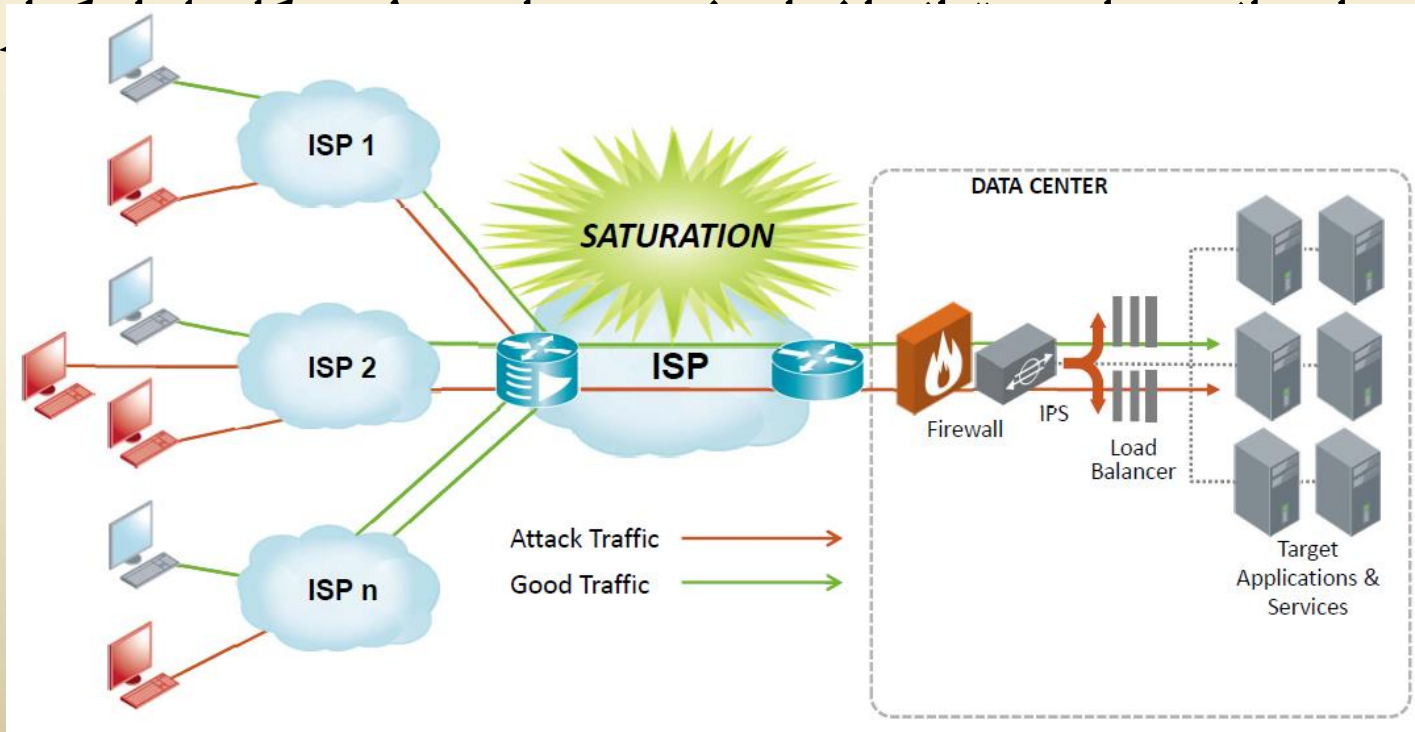 ISP 1
SATURATION
DATA CENTER
ISP 2
ISP
Firewall
IPS
Load
Balancer
Attack Traffic
Good Traffic
Target
Applications &
Services
ISP n